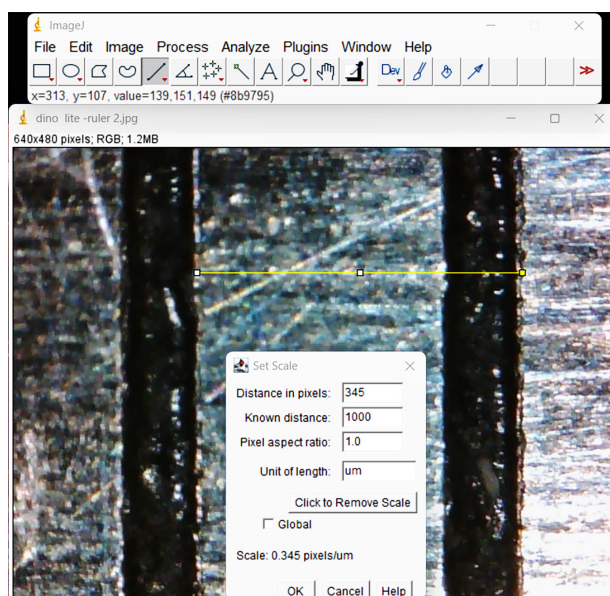 ImageJ
File Edit Image Process Analyze Plugins Window Help
A Dev >>
x=313, y=107, value=139,151,149 (#8b9795)
dino lite -ruler 2.jpg
640x480 pixels; RGB; 1.2MB
Set Scale
Distance in pixels: 345
Known distance: 1000
Pixel aspect ratio: 1.0
Unit of length: um
Click to Remove Scale
Global
Scale: 0.345 pixels/um
OK Cancel Help